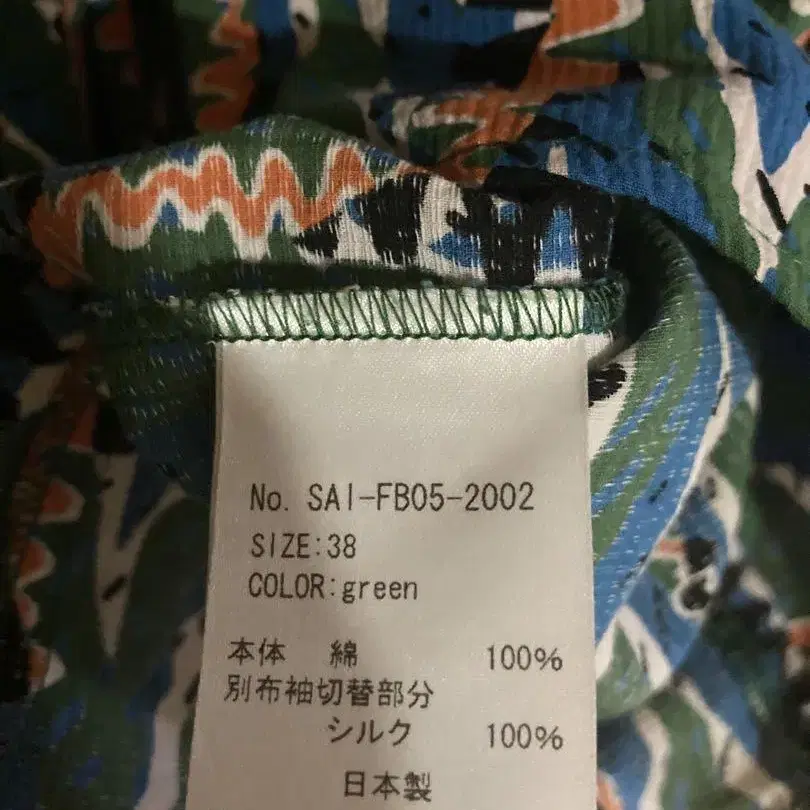 No. SAI-FB05-2002
SIZE:38
COLOR:green
本体 綿 100%
別布袖切替部分
シルク 100%
日本製